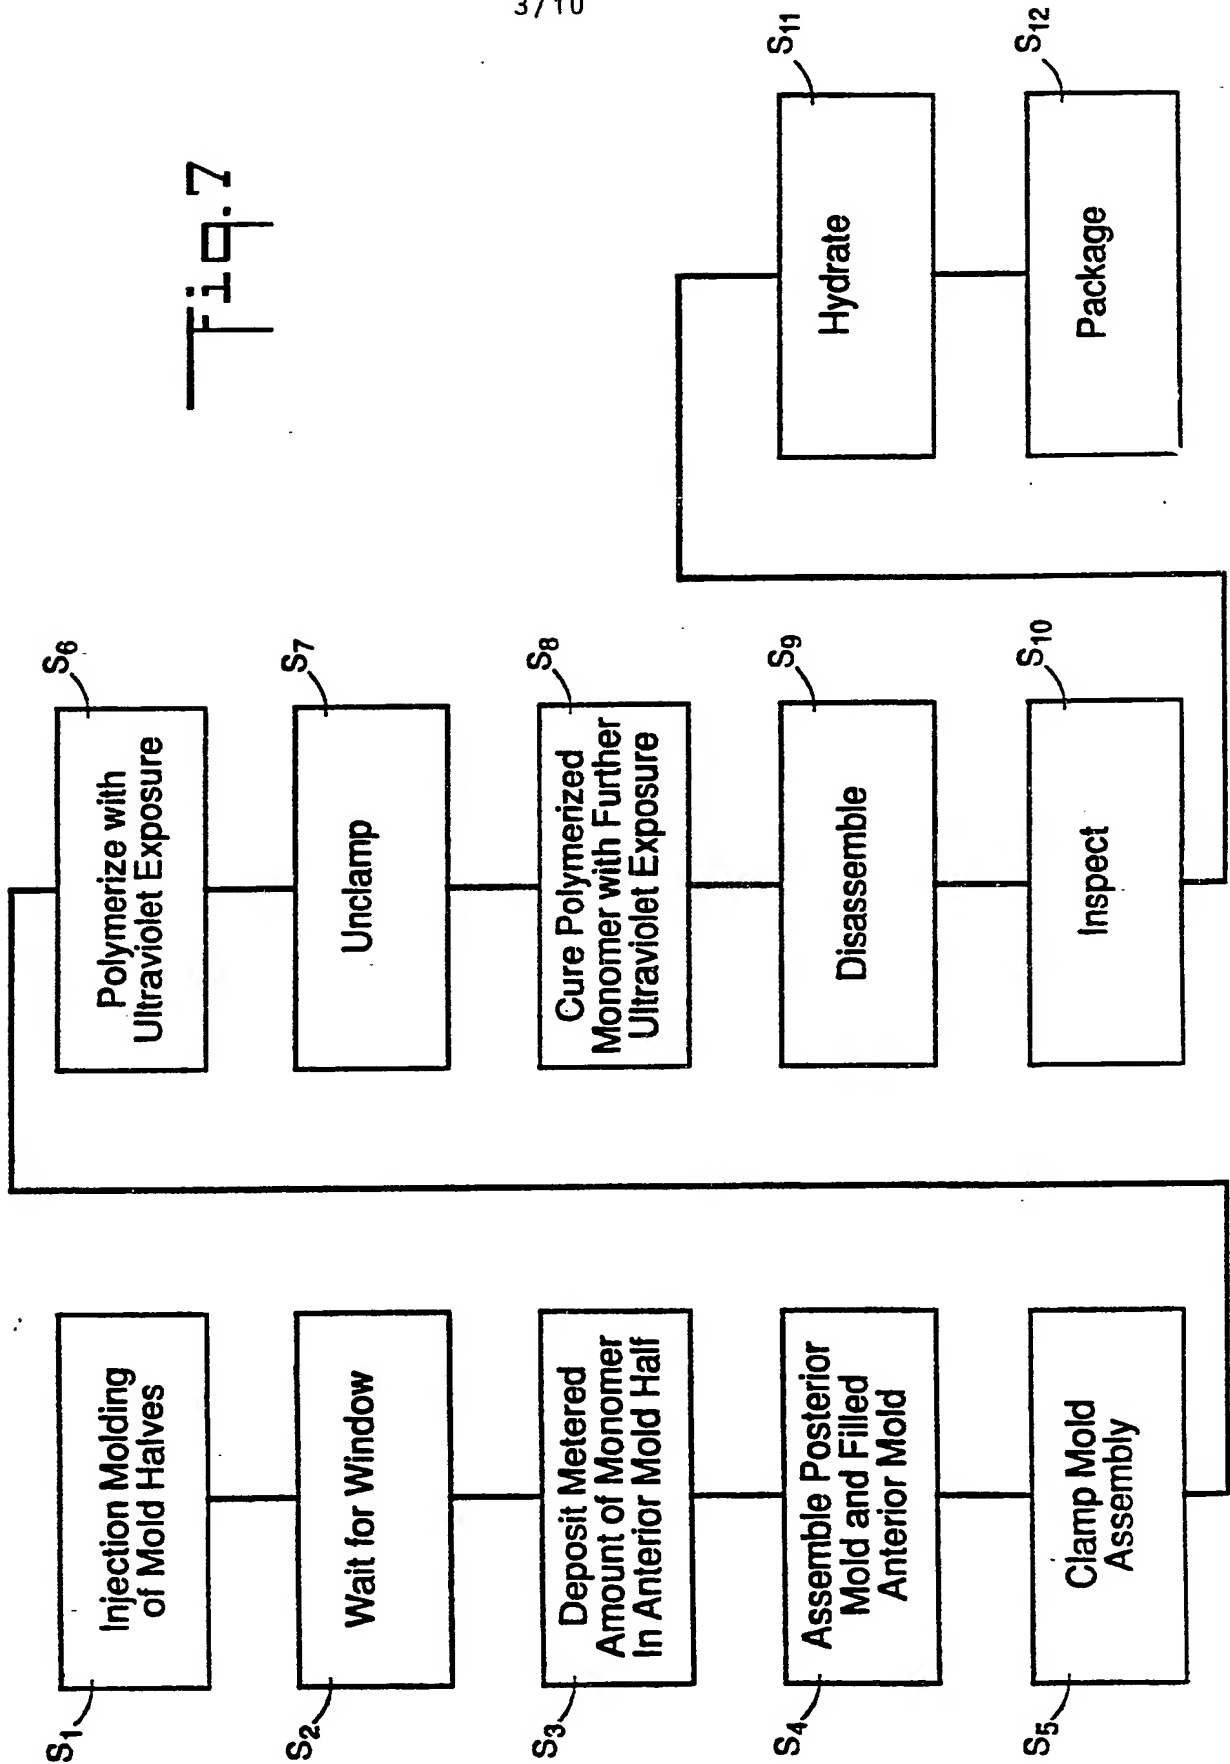 3/10
Fig.7
S1
Injection Molding
of Mold Halves
S2
Wait for Window
S3
Deposit Metered
Amount of Monomer
In Anterior Mold Half
S4
Assemble Posterior
Mold and Filled
Anterior Mold
S5
Clamp Mold
Assembly
S6
Polymerize with
Ultraviolet Exposure
S7
Unclamp
S8
Cure Polymerized
Monomer with Further
Ultraviolet Exposure
S9
Disassemble
S10
Inspect
S11
Hydrate
S12
Package